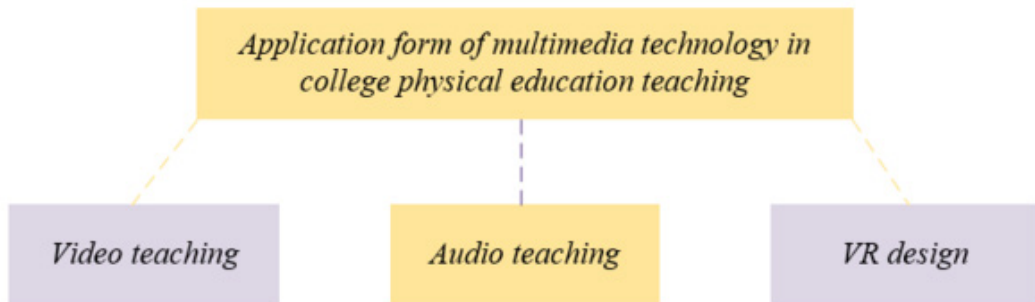 Application form of multimedia technology in
college physical education teaching
Video teaching
Audio teaching
VR design